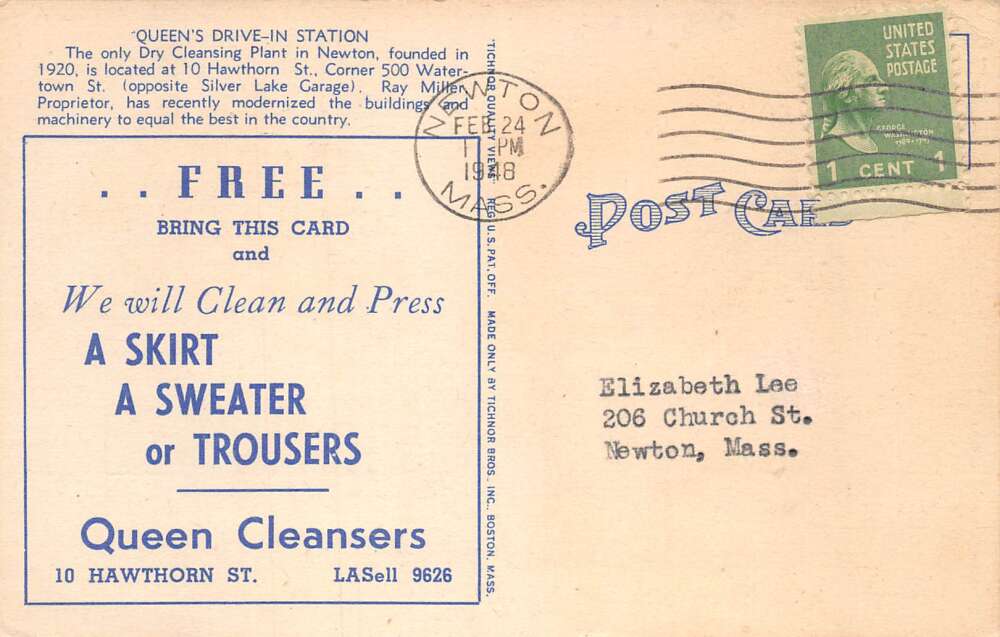 QUEEN'S DRIVE-IN STATION
The only Dry Cleansing Plant in Newton, founded in
1920, is located at 10 Hawthorn St., Corner 500 Water-
town St. (opposite Silver Lake Garage). Ray Miller
Proprietor, has recently modernized the buildings and
machinery to equal the best in the country.
. . FREE . .
BRING THIS CARD
and
We will Clean and Press
A SKIRT
A SWEATER
or TROUSERS
Queen Cleansers
10 HAWTHORN ST. LASell 9626
"TICHNOR QUALITY VIEWS" REG. U. S. PAT. OFF. MADE ONLY BY TICHNOR BROS. INC., BOSTON, MASS.
NEWTON
FEB 24
PM
1948
MASS.
UNITED
STATES
POSTAGE
GEORGE
WASHINGTON
1 CENT 1
POST CARD
Elizabeth Lee
206 Church St.
Newton, Mass.